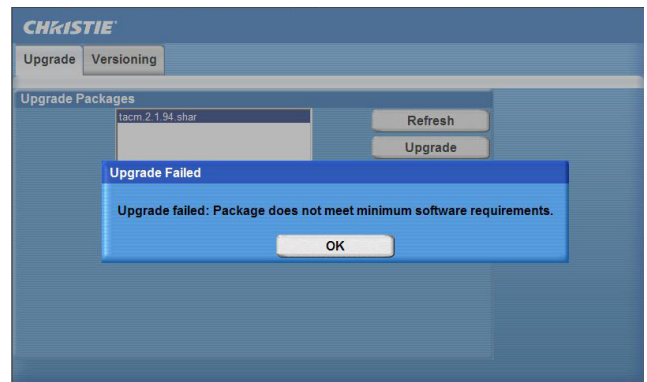 CHRISTIE
Upgrade Versioning
Upgrade Packages
tacm.2.1.94.shar
Refresh
Upgrade
Upgrade Failed
Upgrade failed: Package does not meet minimum software requirements.
OK